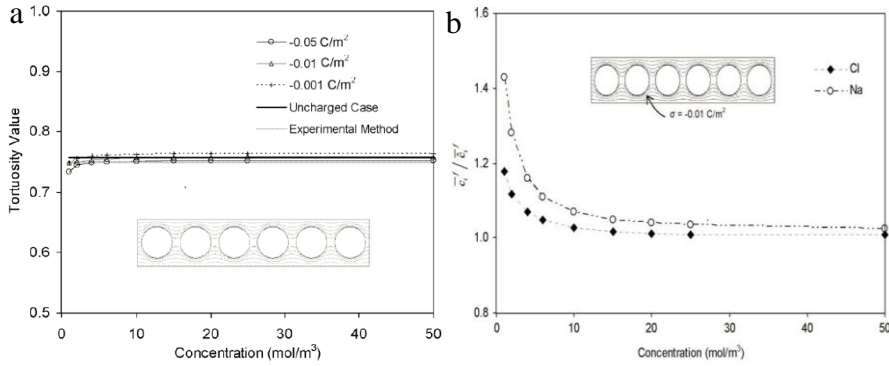 a
1.0
0.9
0.8
0.7
0.6
0.5
Tortuosity Value
-0.05 C/m²
-0.01 C/m²
-0.001 C/m²
Uncharged Case
Experimental Method
0 10 20 30 40 50
Concentration (mol/m³)
b
1.6
1.4
1.2
1.0
0.8
Cl
Na
σ = -0.01 C/m²
0 10 20 30 40 50
Concentration (mol/m³)